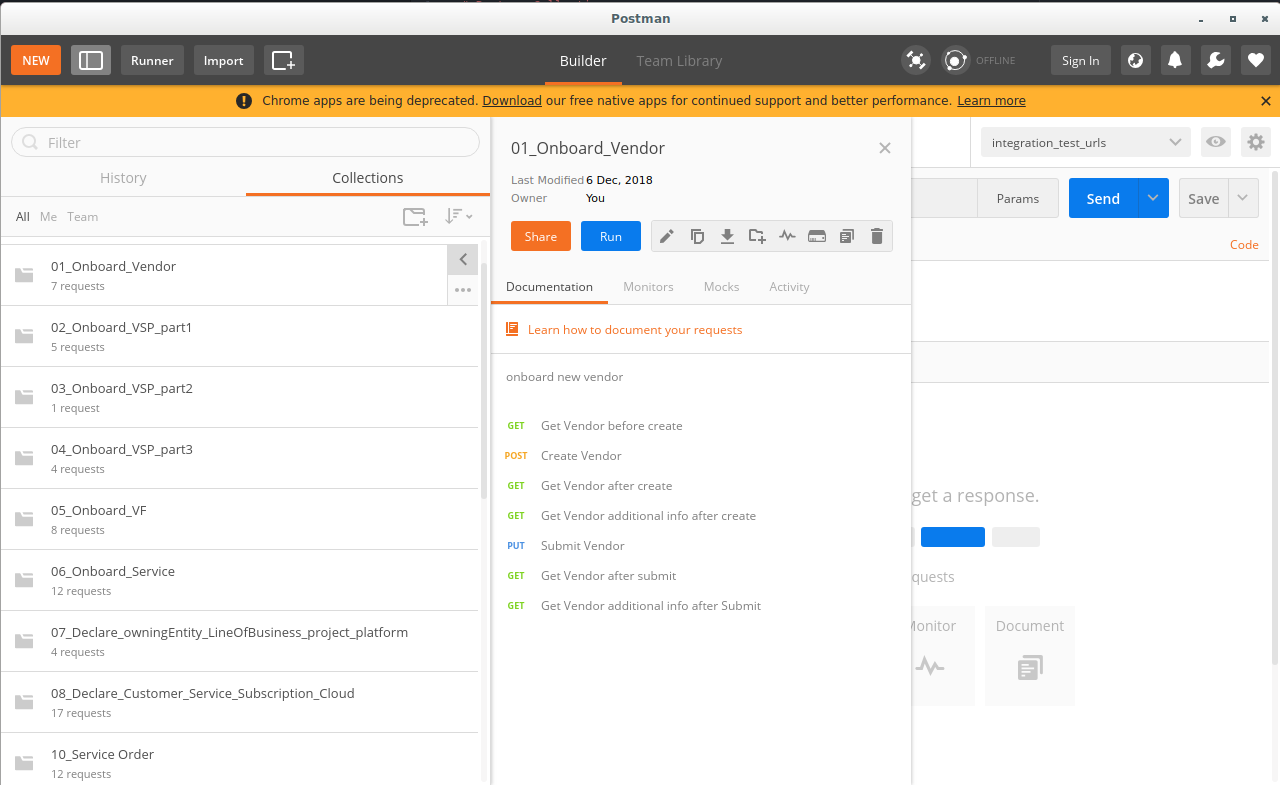 Postman
NEW
Runner
Import
Builder
Team Library
OFFLINE
Sign In
Chrome apps are being deprecated. Download our free native apps for continued support and better performance. Learn more
Filter
History
Collections
All Me Team
01_Onboard_Vendor
7 requests
02_Onboard_VSP_part1
5 requests
03_Onboard_VSP_part2
1 request
04_Onboard_VSP_part3
4 requests
05_Onboard_VF
8 requests
06_Onboard_Service
12 requests
07_Declare_owningEntity_LineOfBusiness_project_platform
4 requests
08_Declare_Customer_Service_Subscription_Cloud
17 requests
10_Service Order
12 requests
01_Onboard_Vendor
Last Modified 6 Dec, 2018
Owner You
Share
Run
Documentation
Monitors
Mocks
Activity
Learn how to document your requests
onboard new vendor
GET Get Vendor before create
POST Create Vendor
GET Get Vendor after create
GET Get Vendor additional info after create
PUT Submit Vendor
GET Get Vendor after submit
GET Get Vendor additional info after Submit
integration_test_urls
Params
Send
Save
Code
get a response.
quests
Monitor
Document